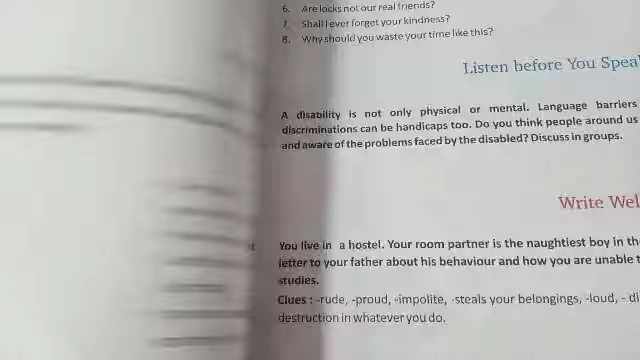 6. Are locks not our real friends?
7. Shall I ever forget your kindness?
8. Why should you waste your time like this?
Listen before You
A disability is not only physical or mental. Language barriers
discriminations can be handicaps too. Do you think people around us
and aware of the problems faced by the disabled? Discuss in groups.
Write
You live in a hostel. Your room partner is the naughtiest boy in
letter to your father about his behaviour and how you are unable
studies.
Clues : -rude, -proud, -impolite, -steals your belongings, -loud, -
destruction in whatever you do.